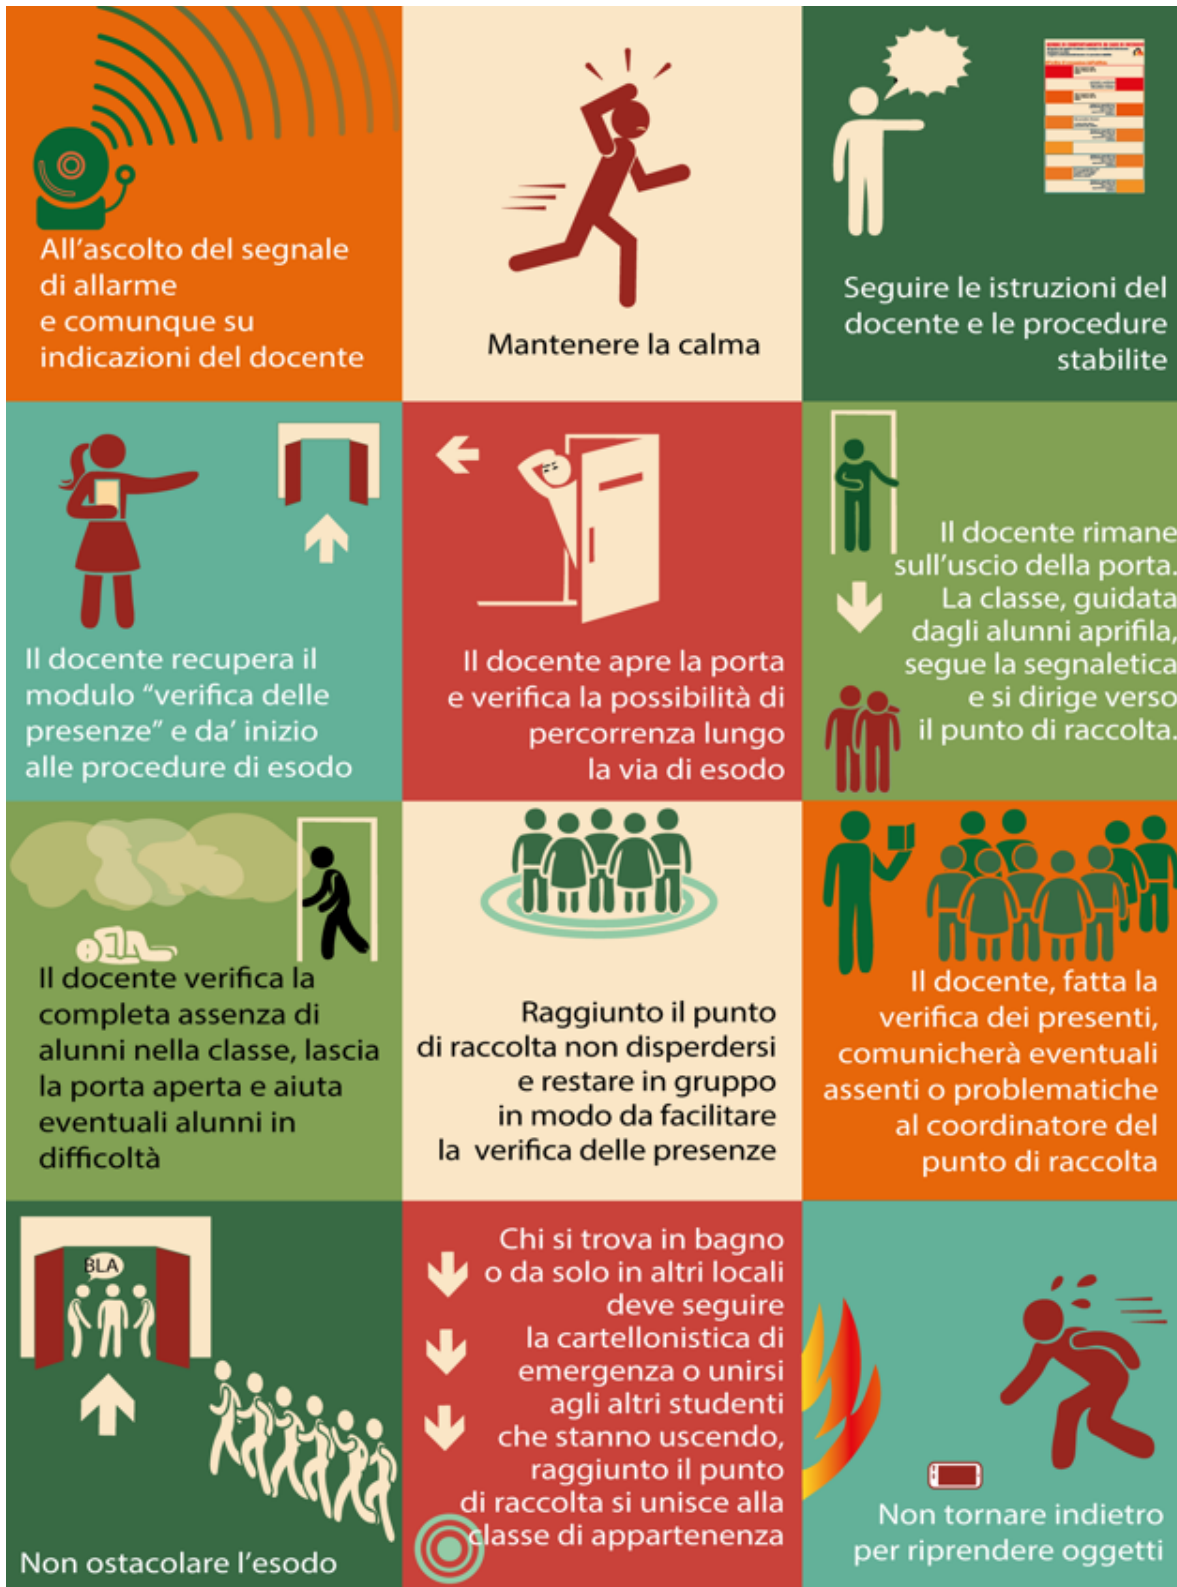 All'ascolto del segnale
di allarme
e comunque su
indicazioni del docente
Mantenere la calma
Seguire le istruzioni del
docente e le procedure
stabilite
Il docente recupera il
modulo “verifica delle
presenze” e da’ inizio
alle procedure di esodo
Il docente apre la porta
e verifica la possibilità di
percorrenza lungo
la via di esodo
Il docente rimane
sull'uscio della porta.
La classe, guidata
dagli alunni aprifila,
segue la segnaletica
e si dirige verso
il punto di raccolta.
Il docente verifica la
completa assenza di
alunni nella classe, lascia
la porta aperta e aiuta
eventuali alunni in
difficoltà
Raggiunto il punto
di raccolta non disperdersi
e restare in gruppo
in modo da facilitare
la verifica delle presenze
Il docente, fatta la
verifica dei presenti,
comunicherà eventuali
assenti o problematiche
al coordinatore del
punto di raccolta
BLA
Non ostacolare l'esodo
Chi si trova in bagno
o da solo in altri locali
deve seguire
la cartellonistica di
emergenza o unirsi
agli altri studenti
che stanno uscendo,
raggiunto il punto
di raccolta si unisce alla
classe di appartenenza
Non tornare indietro
per riprendere oggetti